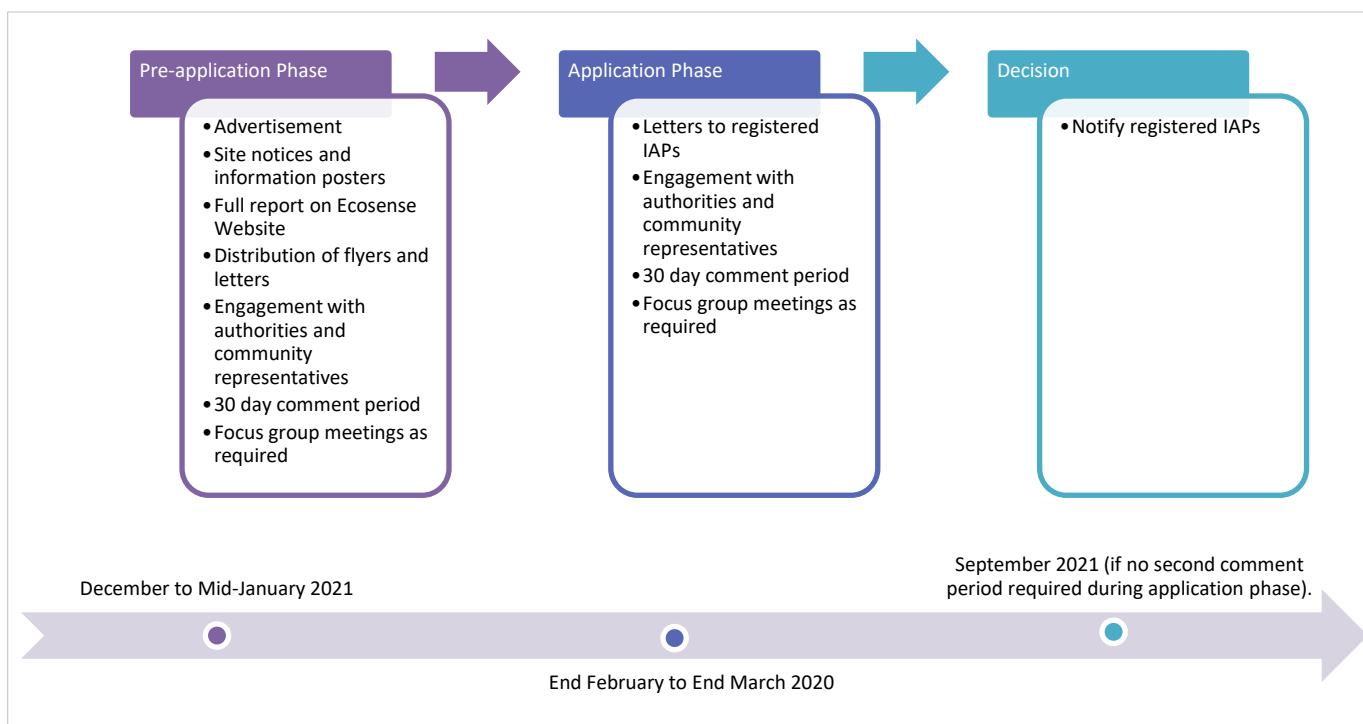 Pre-application Phase
•Advertisement
•Site notices and
information posters
•Full report on Ecosense
Website
•Distribution of flyers and
letters
•Engagement with
authorities and
community
representatives
•30 day comment period
•Focus group meetings as
required
Application Phase
•Letters to registered
IAPs
•Engagement with
authorities and
community
representatives
•30 day comment period
•Focus group meetings as
required
Decision
•Notify registered IAPs
December to Mid-January 2021
End February to End March 2020
September 2021 (if no second comment
period required during application phase).